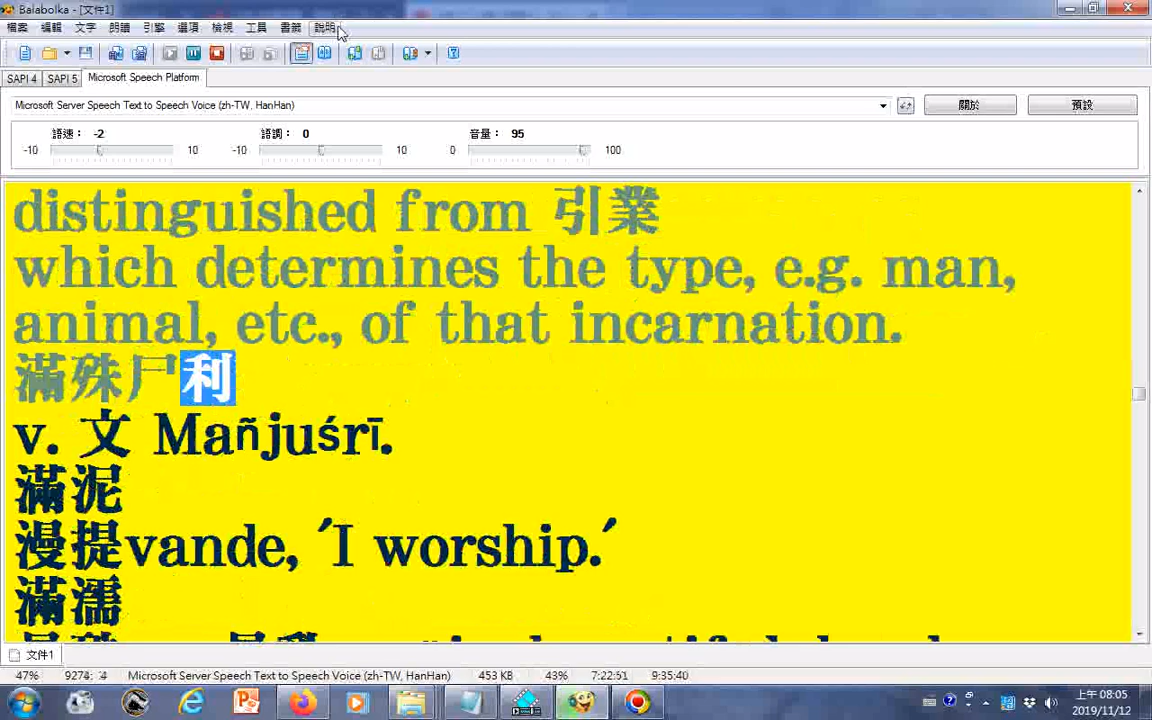 Balabolka - [文件1]
檔案 編輯 文字 朗讀 引擎 選項 檢視 工具 書籤 說明
SAPI 4 SAPI 5 Microsoft Speech Platform
Microsoft Server Speech Text to Speech Voice (zh-TW, HanHan) 關於 預設
語速: -2 語調: 0 音量: 95
-10 10 -10 10 0 100
distinguished from 引業
which determines the type, e.g. man,
animal, etc., of that incarnation.
滿殊尸利
v. 文 Mañjuśrī.
滿泥
漫提vande, 'I worship.'
滿濡
文件1
47% Microsoft Server Speech Text to Speech Voice (zh-TW, HanHan) 453 KB 43% 7:22:51 9:35:40
上午 08:05
2019/11/12